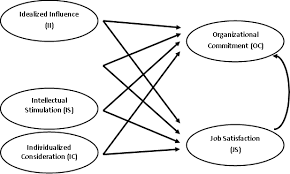 Idealized Influence
(II)
Organizational
Commitment (OC)
Intellectual
Stimulation (IS)
Individualized
Consideration (IC)
Job Satisfaction
(JS)